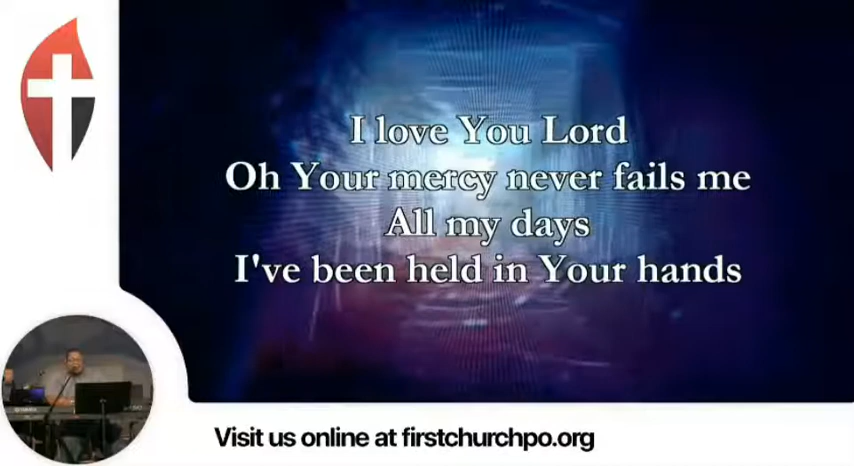 I love You Lord
Oh Your mercy never fails me
All my days
I've been held in Your hands
Visit us online at firstchurchpo.org